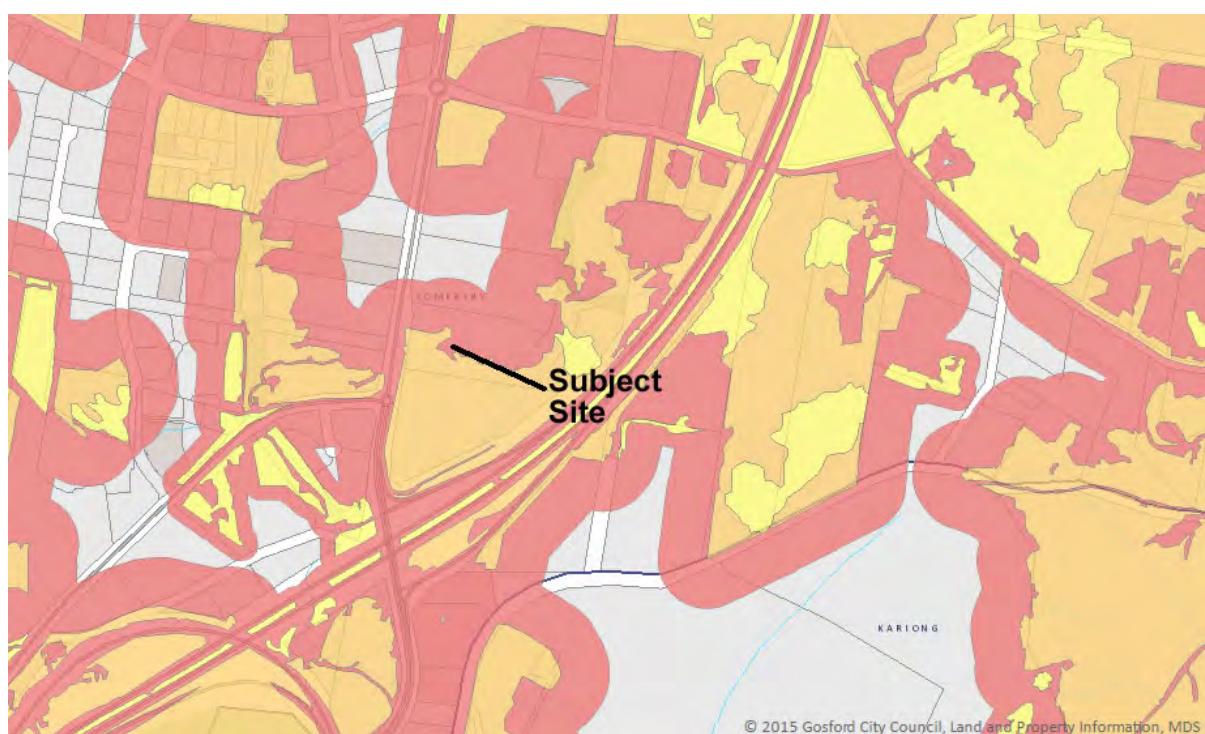 SOMERSBY
Subject
Site
KARIONG
© 2015 Gosford City Council, Land and Property Information, MDS